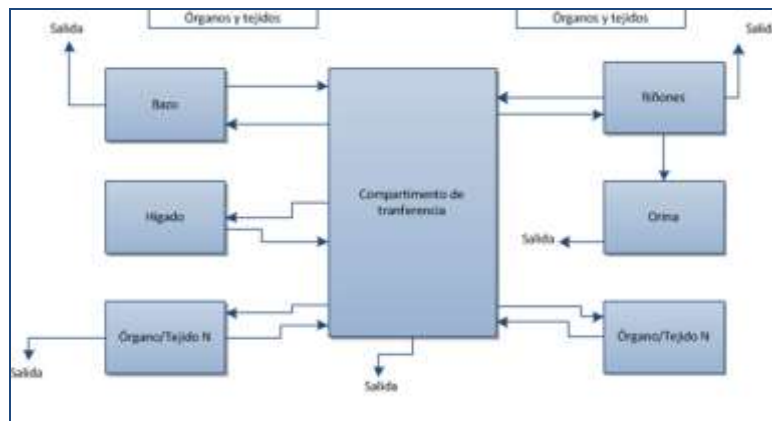 Órganos y tejidos
Órganos y tejidos
Salida
Salida
Bazo
Riñones
Hígado
Compartimento de
tranferencia
Orina
Salida
Órgano/Tejido N
Órgano/Tejido N
Salida
Salida